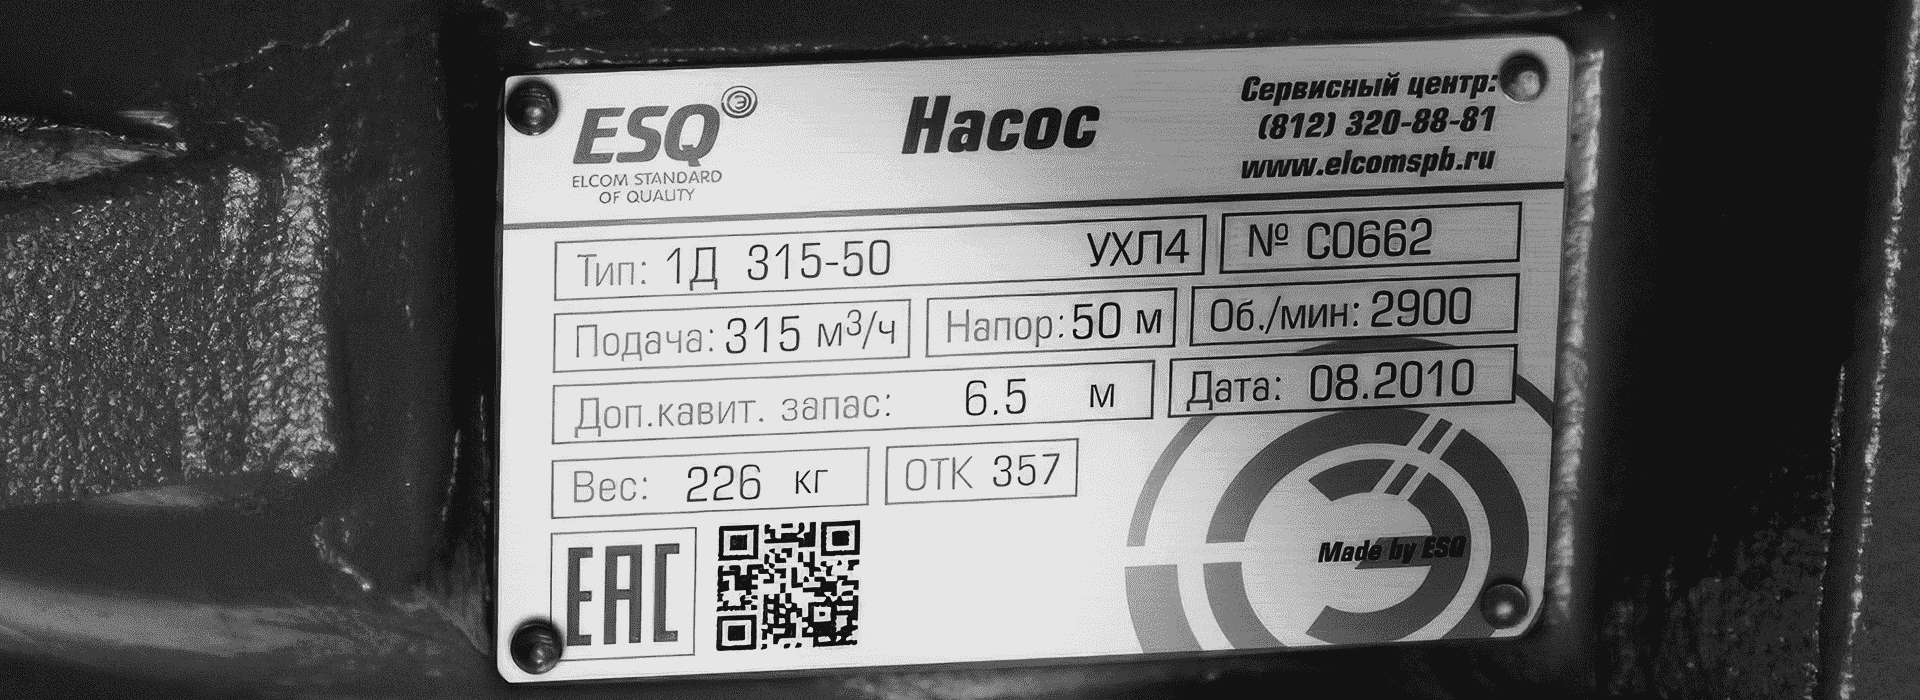 ESQ
ELCOM STANDARD
OF QUALITY
Насос
Сервисный центр:
(812) 320-88-81
www.elcomspb.ru
Тип: 1Д 315-50 УХЛ4
№ С0662
Подача: 315 м³/ч
Напор: 50 м
Об./мин: 2900
Доп.кавит. запас: 6.5 м
Дата: 08.2010
Вес: 226 кг
ОТК 357
EAC
Made by ESQ